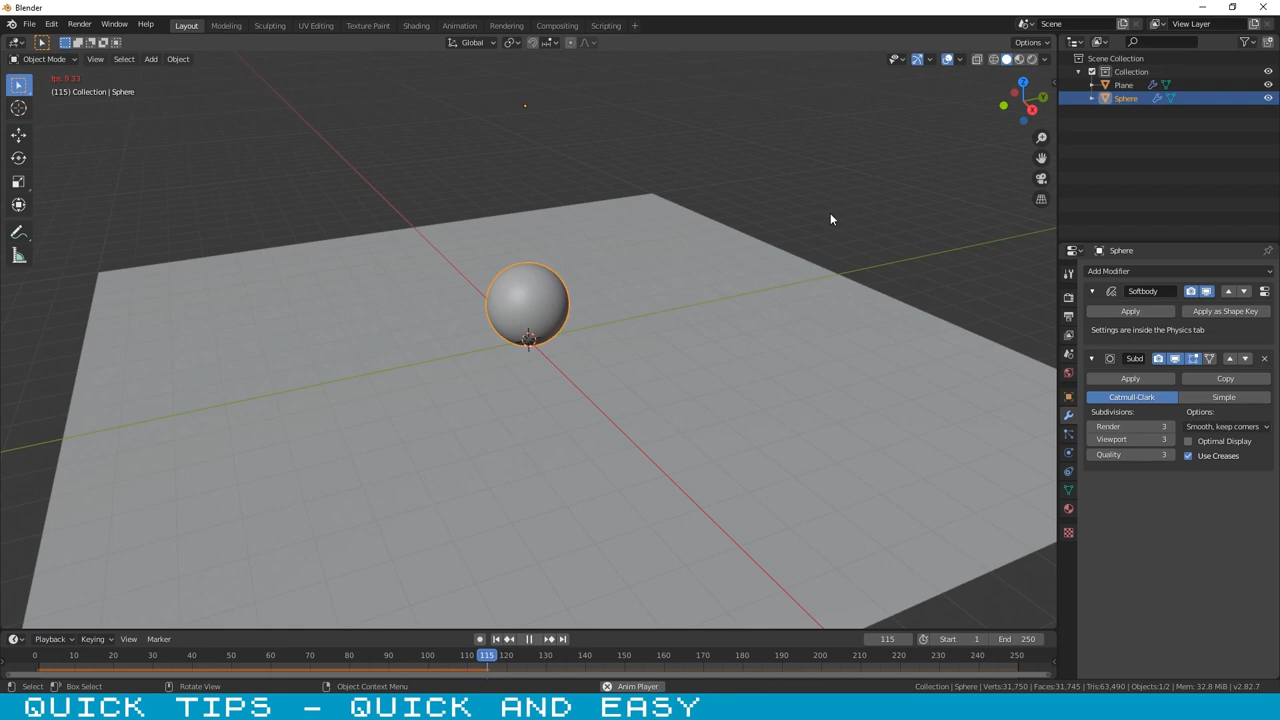 Blender
File Edit Render Window Help Layout Modeling Sculpting UV Editing Texture Paint Shading Animation Rendering Compositing Scripting + Scene View Layer
Global Options
Object Mode View Select Add Object
fps: 9.33
(115) Collection | Sphere
Scene Collection
Collection
Plane
Sphere
Z
Y
X
Sphere
Add Modifier
Softbody
Apply Apply as Shape Key
Settings are inside the Physics tab
Subd
Apply Copy
Catmull-Clark Simple
Subdivisions: Options:
Render 3 Smooth, keep corners
Viewport 3 Optimal Display
Quality 3 Use Creases
Playback Keying View Marker 115 Start 1 End 250
0 10 20 30 40 50 60 70 80 90 100 110 115 120 130 140 150 160 170 180 190 200 210 220 230 240 250
Select Box Select Rotate View Object Context Menu Anim Player Collection | Sphere | Verts:31,750 | Faces:31,745 | Tris:63,490 | Objects:1/2 | Mem: 32.8 MiB | v2.82.7
QUICK TIPS - QUICK AND EASY